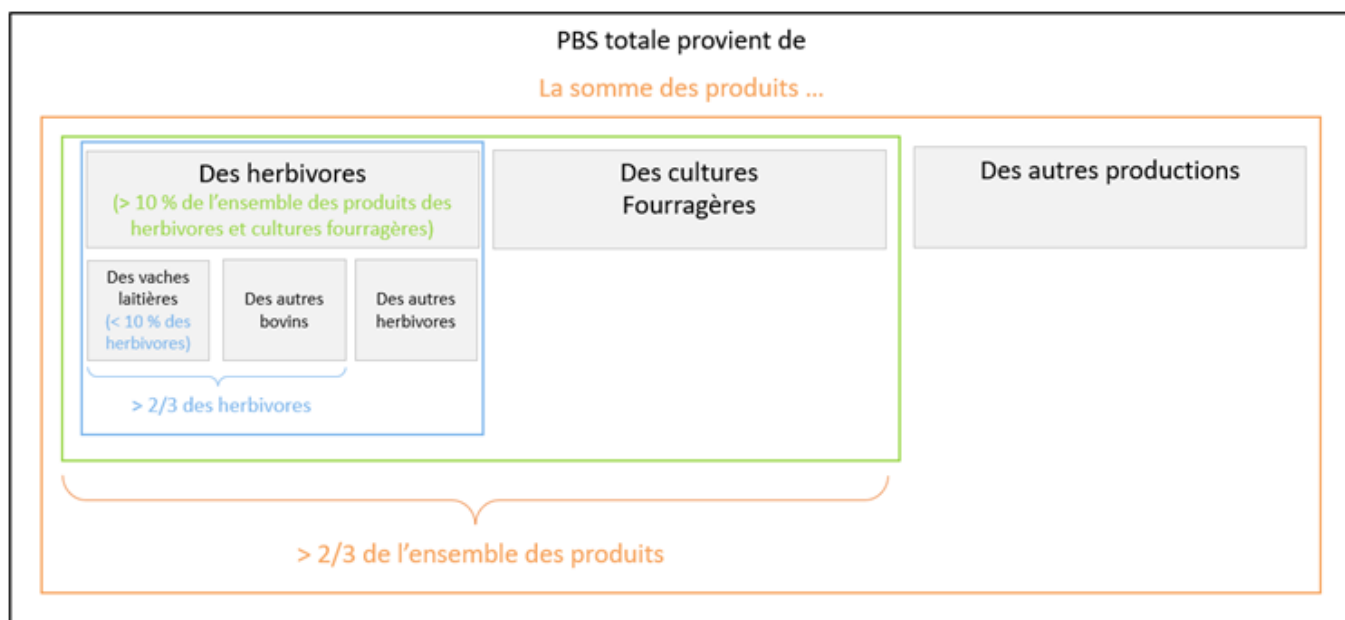 PBS totale provient de
La somme des produits ...
Des herbivores
(> 10 % de l'ensemble des produits des
herbivores et cultures fourragères)
Des cultures
Fourragères
Des autres productions
Des vaches
laitières
(< 10 % des
herbivores)
Des autres
bovins
Des autres
herbivores
> 2/3 des herbivores
> 2/3 de l'ensemble des produits